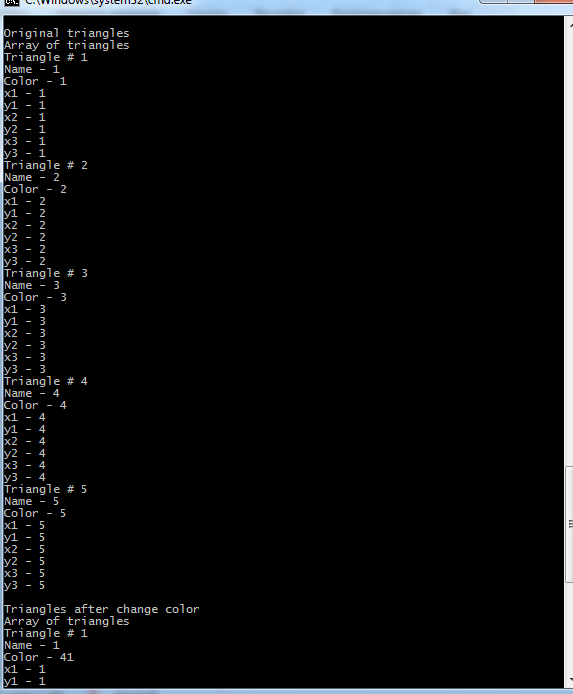 C:\Windows\system32\cmd.exe
Original triangles
Array of triangles
Triangle # 1
Name - 1
Color - 1
x1 - 1
y1 - 1
x2 - 1
y2 - 1
x3 - 1
y3 - 1
Triangle # 2
Name - 2
Color - 2
x1 - 2
y1 - 2
x2 - 2
y2 - 2
x3 - 2
y3 - 2
Triangle # 3
Name - 3
Color - 3
x1 - 3
y1 - 3
x2 - 3
y2 - 3
x3 - 3
y3 - 3
Triangle # 4
Name - 4
Color - 4
x1 - 4
y1 - 4
x2 - 4
y2 - 4
x3 - 4
y3 - 4
Triangle # 5
Name - 5
Color - 5
x1 - 5
y1 - 5
x2 - 5
y2 - 5
x3 - 5
y3 - 5
Triangles after change color
Array of triangles
Triangle # 1
Name - 1
Color - 41
x1 - 1
y1 - 1